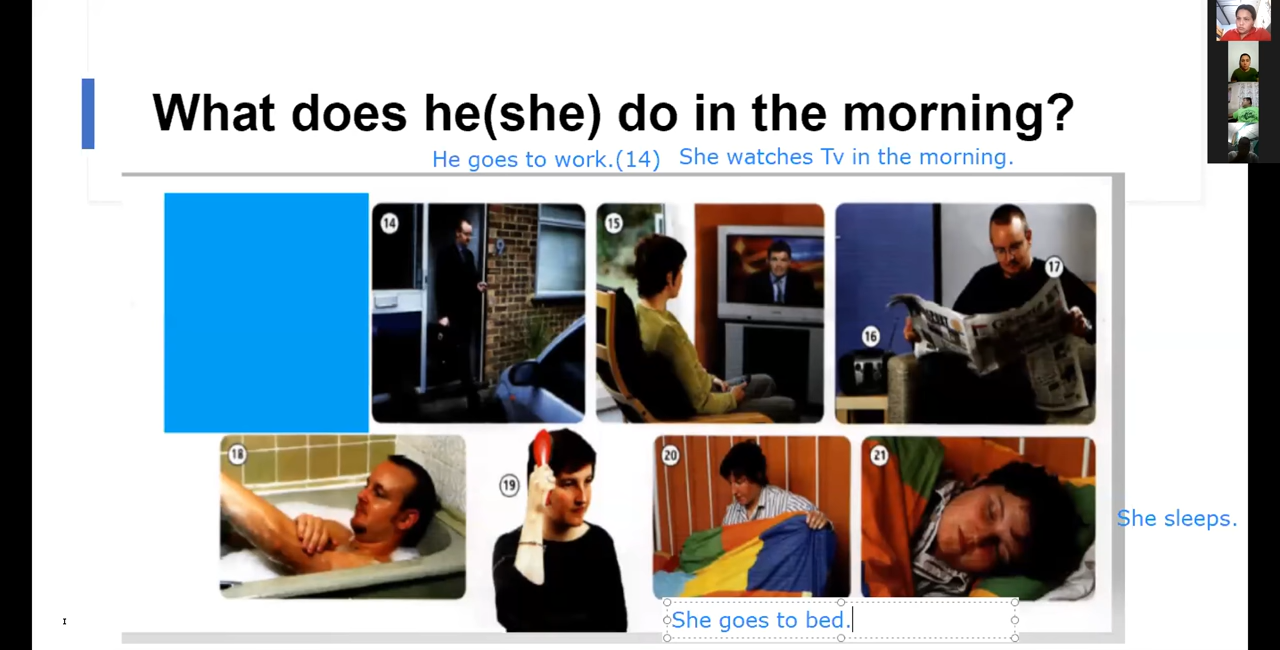 What does he(she) do in the morning?
He goes to work.(14) She watches Tv in the morning.
14 15
17
16
18 19 20 21
She sleeps.
She goes to bed.